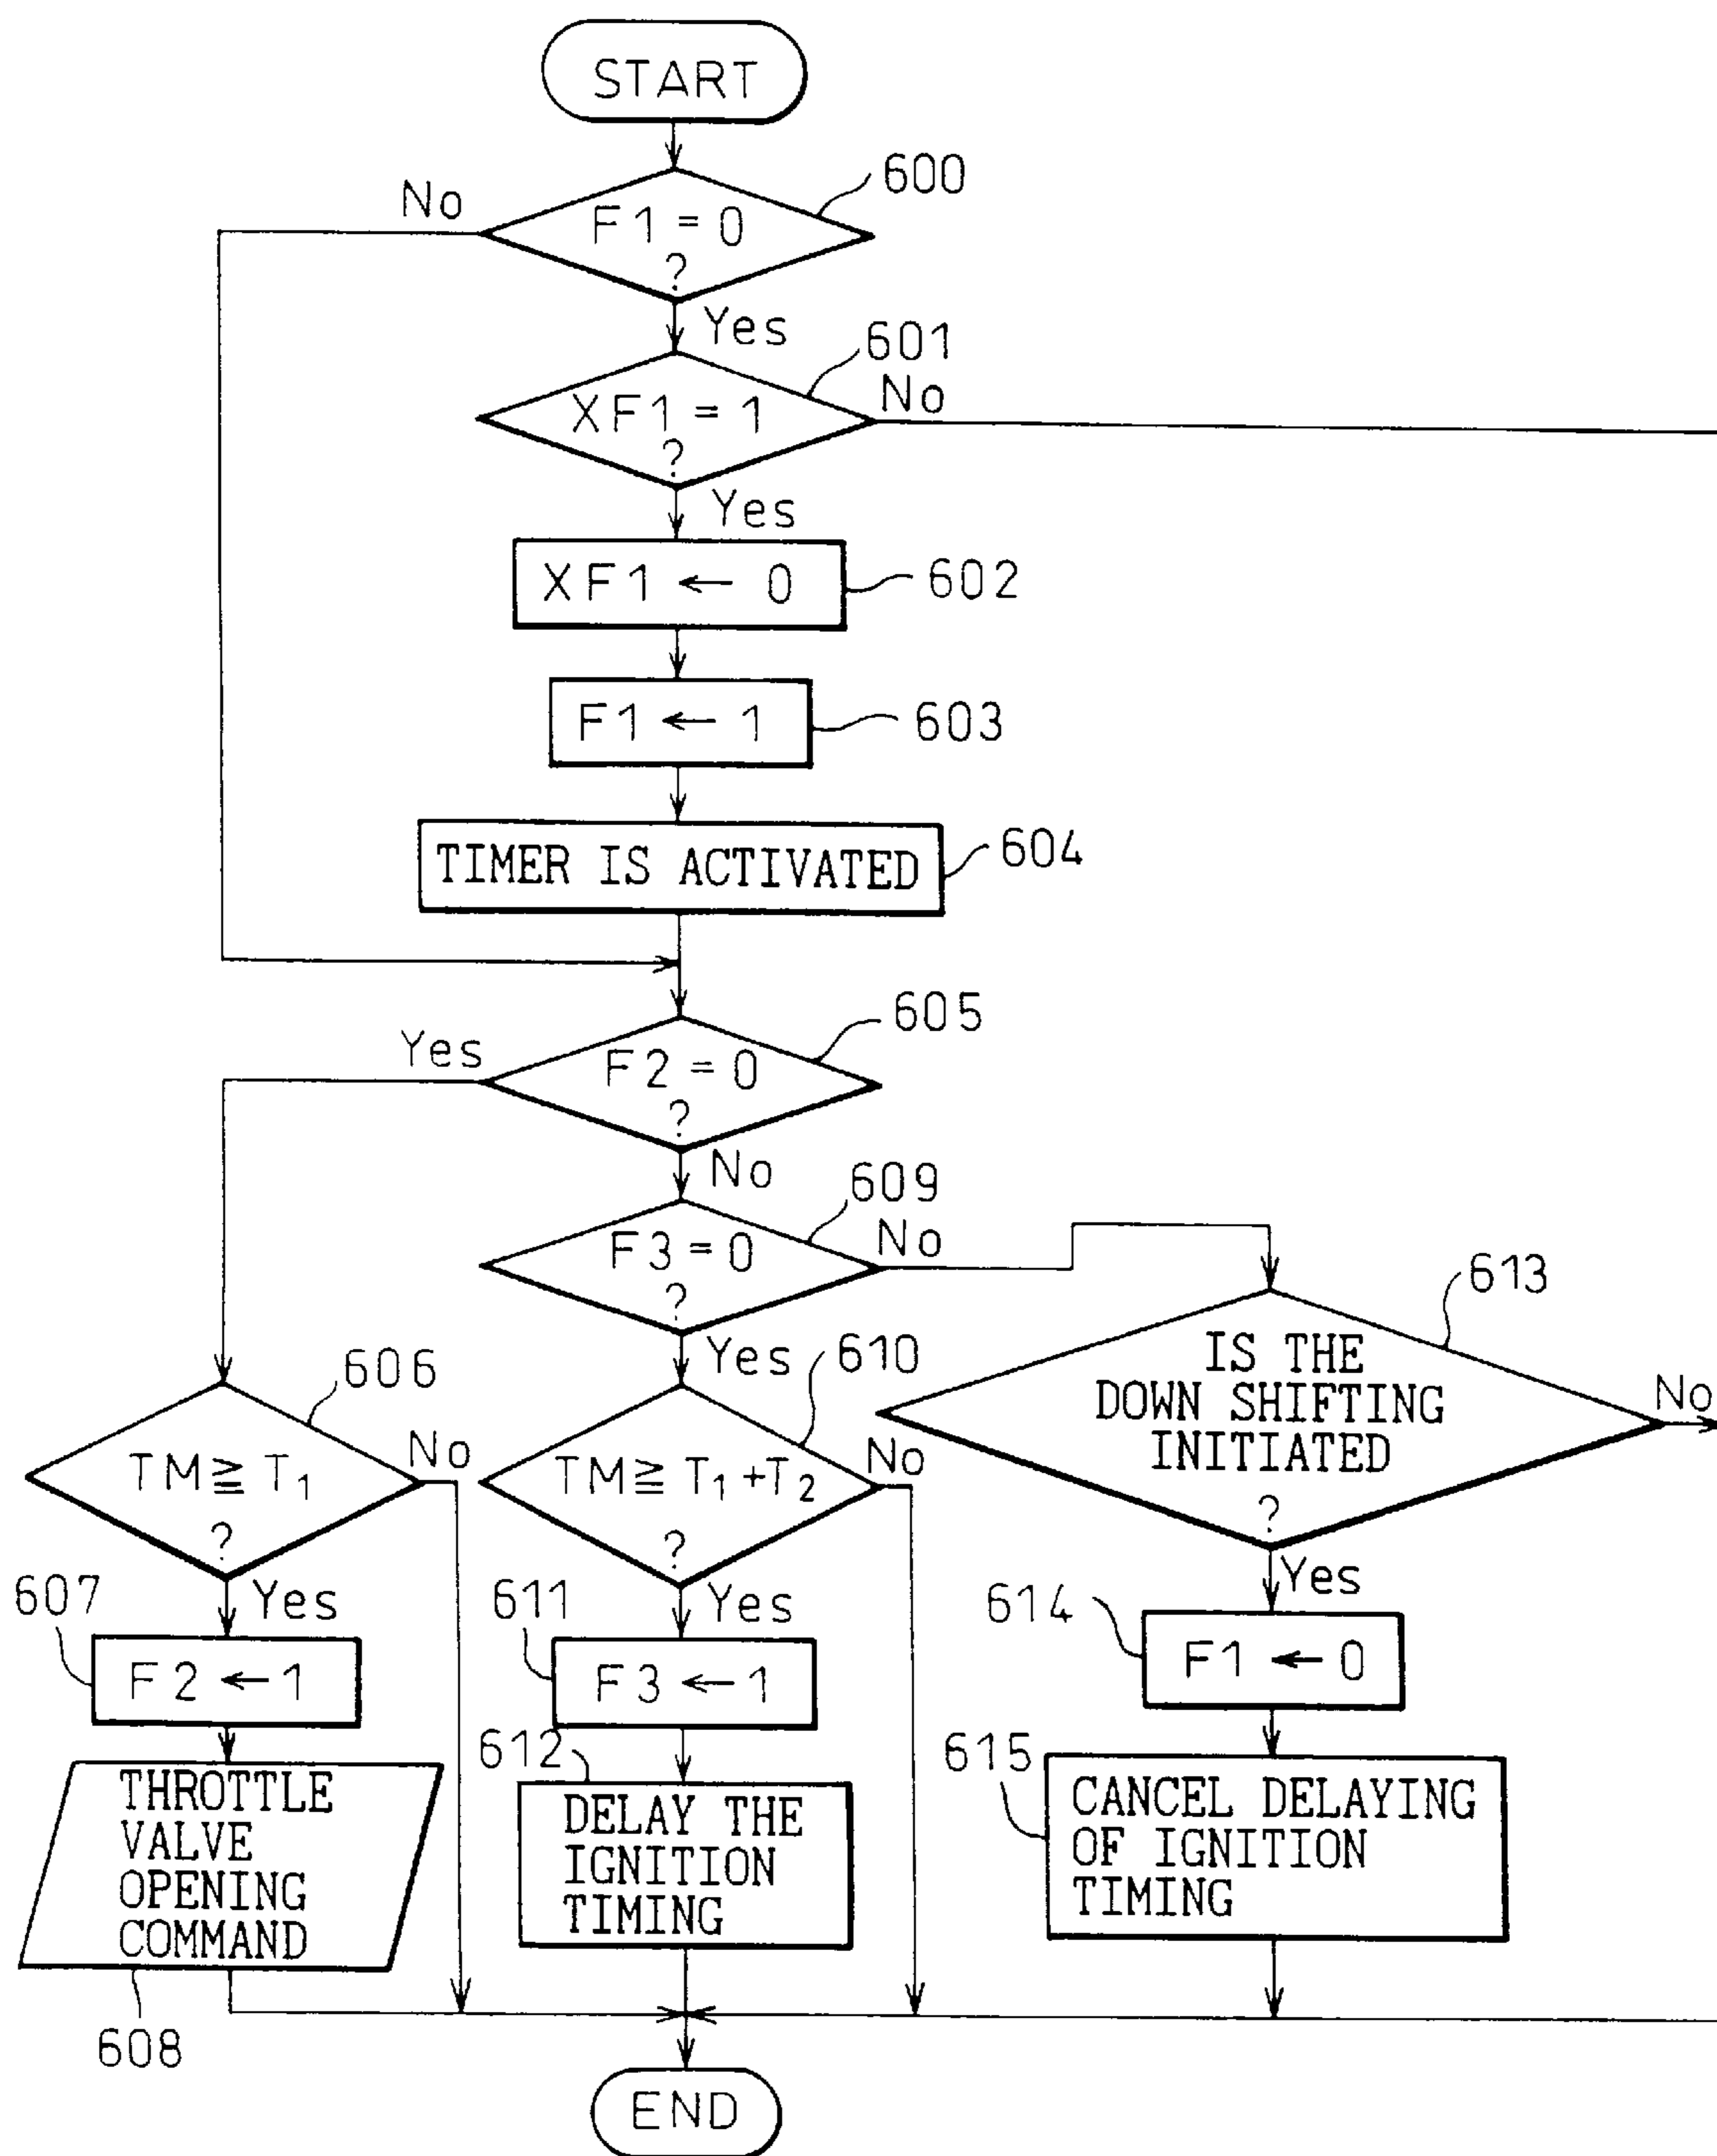 START
600
No
F1 = 0
?
Yes
601
No
XF1 = 1
?
Yes
XF1 ← 0
602
F1 ← 1
603
TIMER IS ACTIVATED
604
605
Yes
F2 = 0
?
No
609
No
F3 = 0
?
Yes
613
IS THE
DOWN SHIFTING
INITIATED
?
No
Yes
606
No
TM ≧ T1
?
Yes
610
No
TM ≧ T1 + T2
?
Yes
607
F2 ← 1
611
F3 ← 1
614
F1 ← 0
THROTTLE
VALVE
OPENING
COMMAND
608
612
DELAY THE
IGNITION
TIMING
615
CANCEL DELAYING
OF IGNITION
TIMING
END